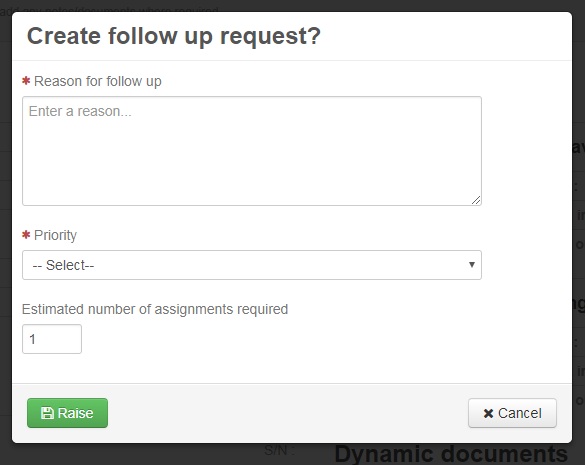 Create follow up request?
* Reason for follow up
Enter a reason...
* Priority
-- Select--
Estimated number of assignments required
1
Raise
Cancel
S/N :
Dynamic documents